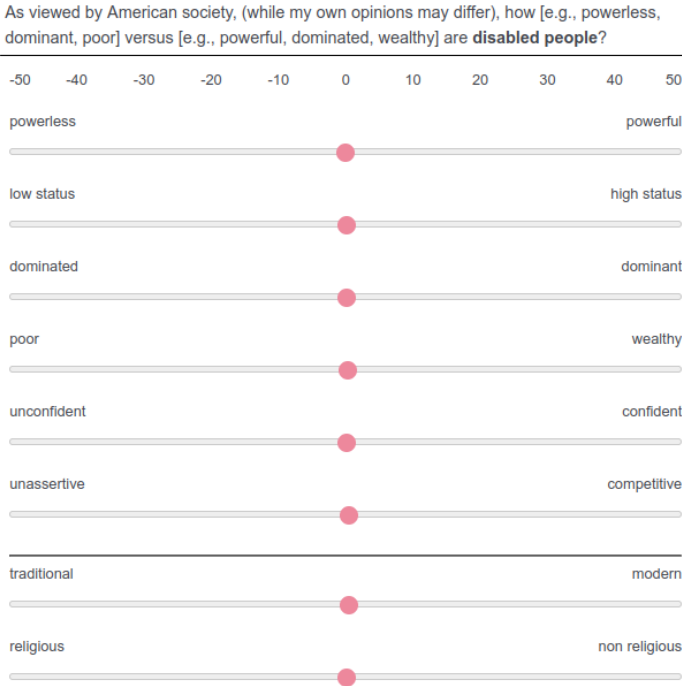 As viewed by American society, (while my own opinions may differ), how [e.g., powerless,
dominant, poor] versus [e.g., powerful, dominated, wealthy] are disabled people?
-50 -40 -30 -20 -10 0 10 20 30 40 50
powerless powerful
low status high status
dominated dominant
poor wealthy
unconfident confident
unassertive competitive
traditional modern
religious non religious